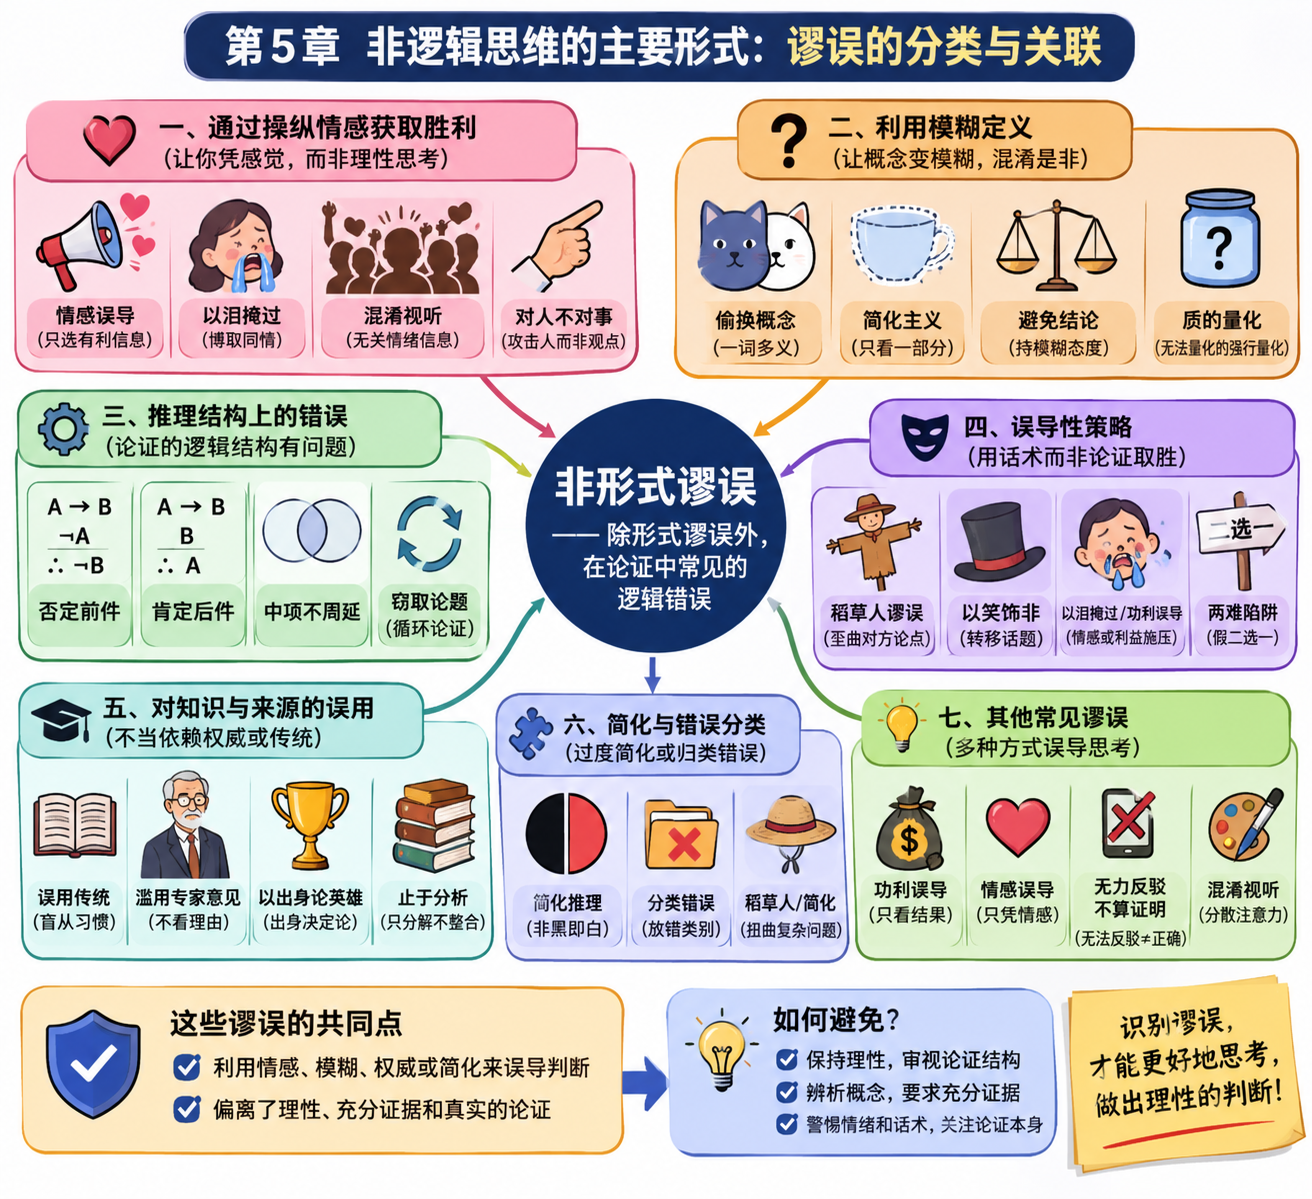 第5章 非逻辑思维的主要形式：谬误的分类与关联
一、通过操纵情感获取胜利
（让你凭感觉，而非理性思考）
情感误导
（只选有利信息）
以泪掩过
（博取同情）
混淆视听
（无关情绪信息）
对人不对事
（攻击人而非观点）
二、利用模糊定义
（让概念变模糊，混淆是非）
?
偷换概念
（一词多义）
简化主义
（只看一部分）
避免结论
（持模糊态度）
?
质的量化
（无法量化的强行量化）
三、推理结构上的错误
（论证的逻辑结构有问题）
A → B
¬A
∴ ¬B
否定前件
A → B
B
∴ A
肯定后件
中项不周延
窃取论题
（循环论证）
非形式谬误
—— 除形式谬误外，
在论证中常见的
逻辑错误
四、误导性策略
（用话术而非论证取胜）
稻草人谬误
（歪曲对方论点）
以笑饰非
（转移话题）
以泪掩过/功利误导
（情感或利益施压）
二选一
两难陷阱
（假二选一）
五、对知识与来源的误用
（不当依赖权威或传统）
误用传统
（盲从习惯）
滥用专家意见
（不看理由）
以出身论英雄
（出身决定论）
止于分析
（只分解不整合）
六、简化与错误分类
（过度简化或归类错误）
简化推理
（非黑即白）
分类错误
（放错类别）
稻草人/简化
（扭曲复杂问题）
七、其他常见谬误
（多种方式误导思考）
$
功利误导
（只看结果）
情感误导
（只凭情感）
无力反驳
不算证明
（无法反驳≠正确）
混淆视听
（分散注意力）
这些谬误的共同点
利用情感、模糊、权威或简化来误导判断
偏离了理性、充分证据和真实的论证
如何避免？
保持理性，审视论证结构
辨析概念，要求充分证据
警惕情绪和话术，关注论证本身
识别谬误，
才能更好地思考，
做出理性的判断！